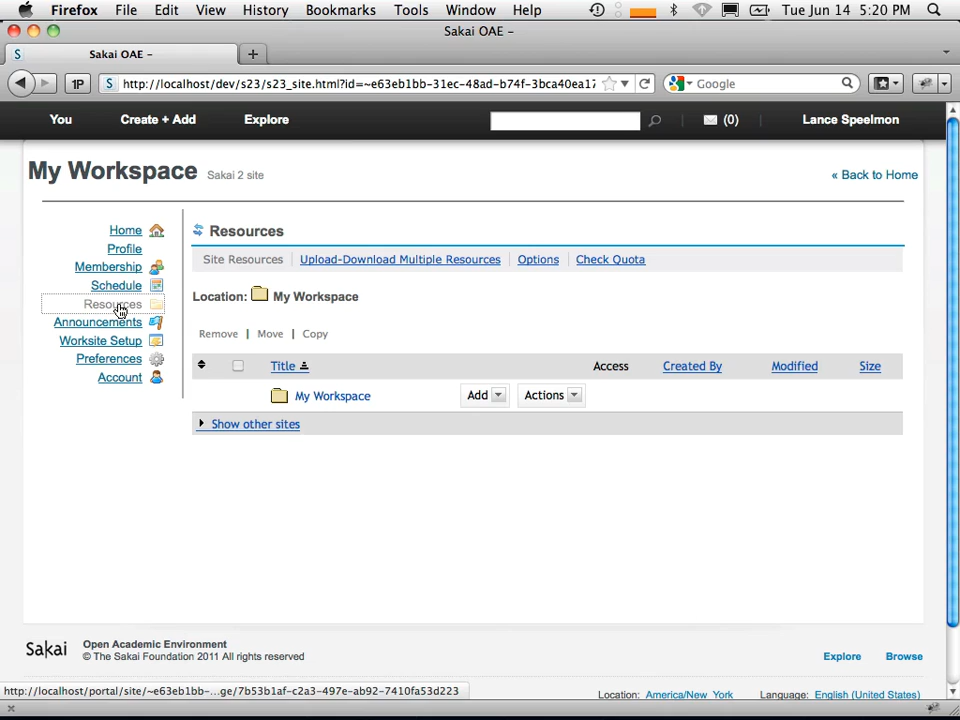 Firefox File Edit View History Bookmarks Tools Window Help Tue Jun 14 5:20 PM
Sakai OAE –
S Sakai OAE – +
1P S http://localhost/dev/s23/s23_site.html?id=~e63eb1bb-31ec-48ad-b74f-3bca40ea17 Google
You Create + Add Explore (0) Lance Speelmon
My Workspace Sakai 2 site « Back to Home
Home
Profile
Membership
Schedule
Resources
Announcements
Worksite Setup
Preferences
Account
Resources
Site Resources Upload-Download Multiple Resources Options Check Quota
Location: My Workspace
Remove | Move | Copy
Title Access Created By Modified Size
My Workspace Add Actions
Show other sites
Sakai Open Academic Environment
© The Sakai Foundation 2011 All rights reserved
Explore Browse
http://localhost/portal/site/~e63eb1bb-...ge/7b53b1af-c2a3-497e-ab92-7410fa53d223
Location: America/New_York Language: English (United States)